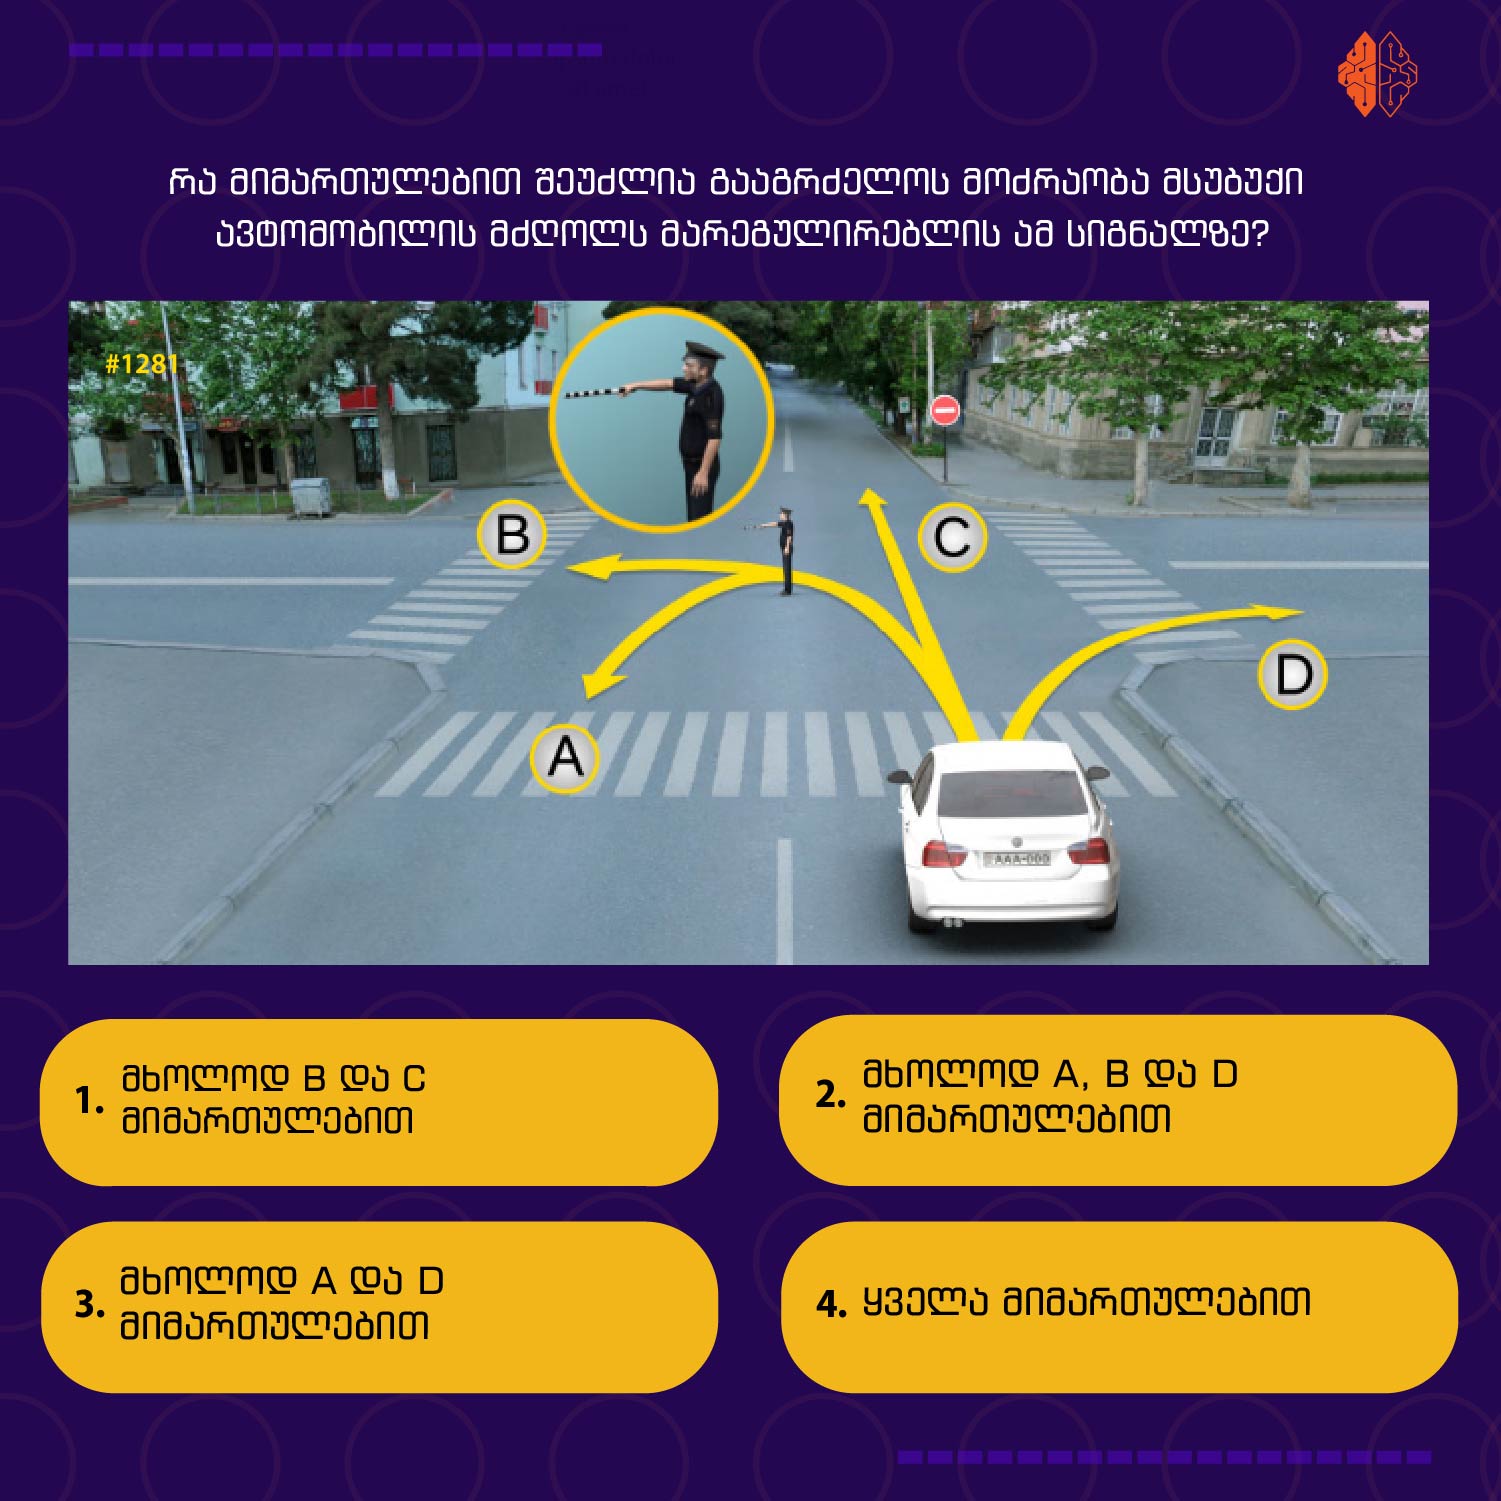 რა მიმართულებით შეუძლია გააგრძელოს მოძრაობა მსუბუქი
ავტომობილის მძღოლს მარეგულირებლის ამ სიგნალზე?
#1281
B
C
D
A
AAA-000
1. მხოლოდ B და C
მიმართულებით
2. მხოლოდ A, B და D
მიმართულებით
3. მხოლოდ A და D
მიმართულებით
4. ყველა მიმართულებით